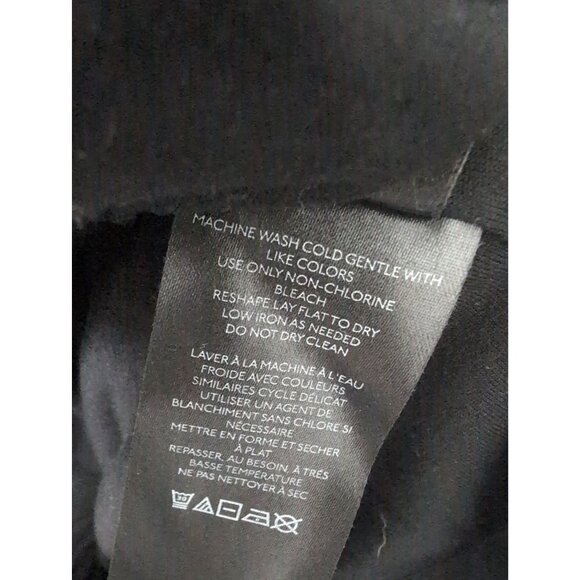 MACHINE WASH COLD GENTLE WITH
LIKE COLORS
USE ONLY NON-CHLORINE
BLEACH
RESHAPE LAY FLAT TO DRY
LOW IRON AS NEEDED
DO NOT DRY CLEAN
LAVER À LA MACHINE À L'EAU
FROIDE AVEC COULEURS
SIMILAIRES CYCLE DÉLICAT
UTILISER UN AGENT DE
BLANCHIMENT SANS CHLORE SI
NÉCESSAIRE
METTRE EN FORME ET SECHER
À PLAT
REPASSER, AU BESOIN, À TRÉS
BASSE TEMPÉRATURE
NE PAS NETTOYER À SEC
30